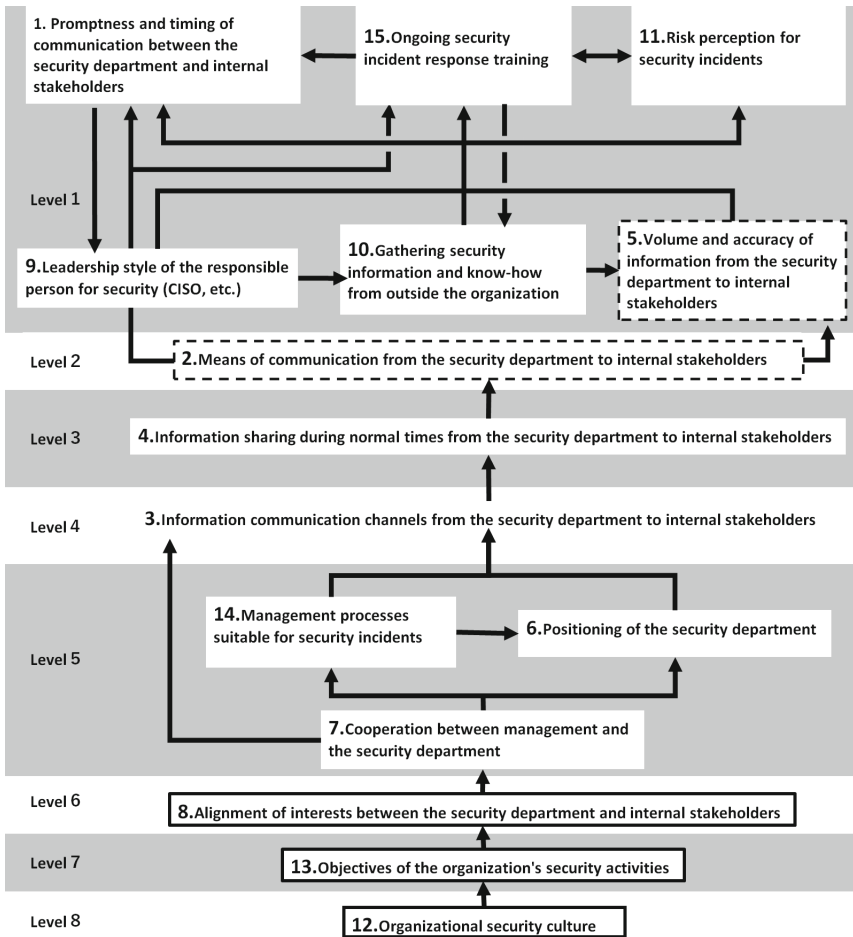 1. Promptness and timing of
communication between the
security department and internal
stakeholders
15.Ongoing security
incident response training
11.Risk perception for
security incidents
Level 1
9.Leadership style of the responsible
person for security (CISO, etc.)
10.Gathering security
information and know-how
from outside the organization
5.Volume and accuracy of
information from the security
department to internal
stakeholders
Level 2
2.Means of communication from the security department to internal stakeholders
Level 3
4.Information sharing during normal times from the security department to internal stakeholders
Level 4
3.Information communication channels from the security department to internal stakeholders
14.Management processes
suitable for security incidents
6.Positioning of the security department
Level 5
7.Cooperation between management and
the security department
Level 6
8.Alignment of interests between the security department and internal stakeholders
Level 7
13.Objectives of the organization's security activities
Level 8
12.Organizational security culture